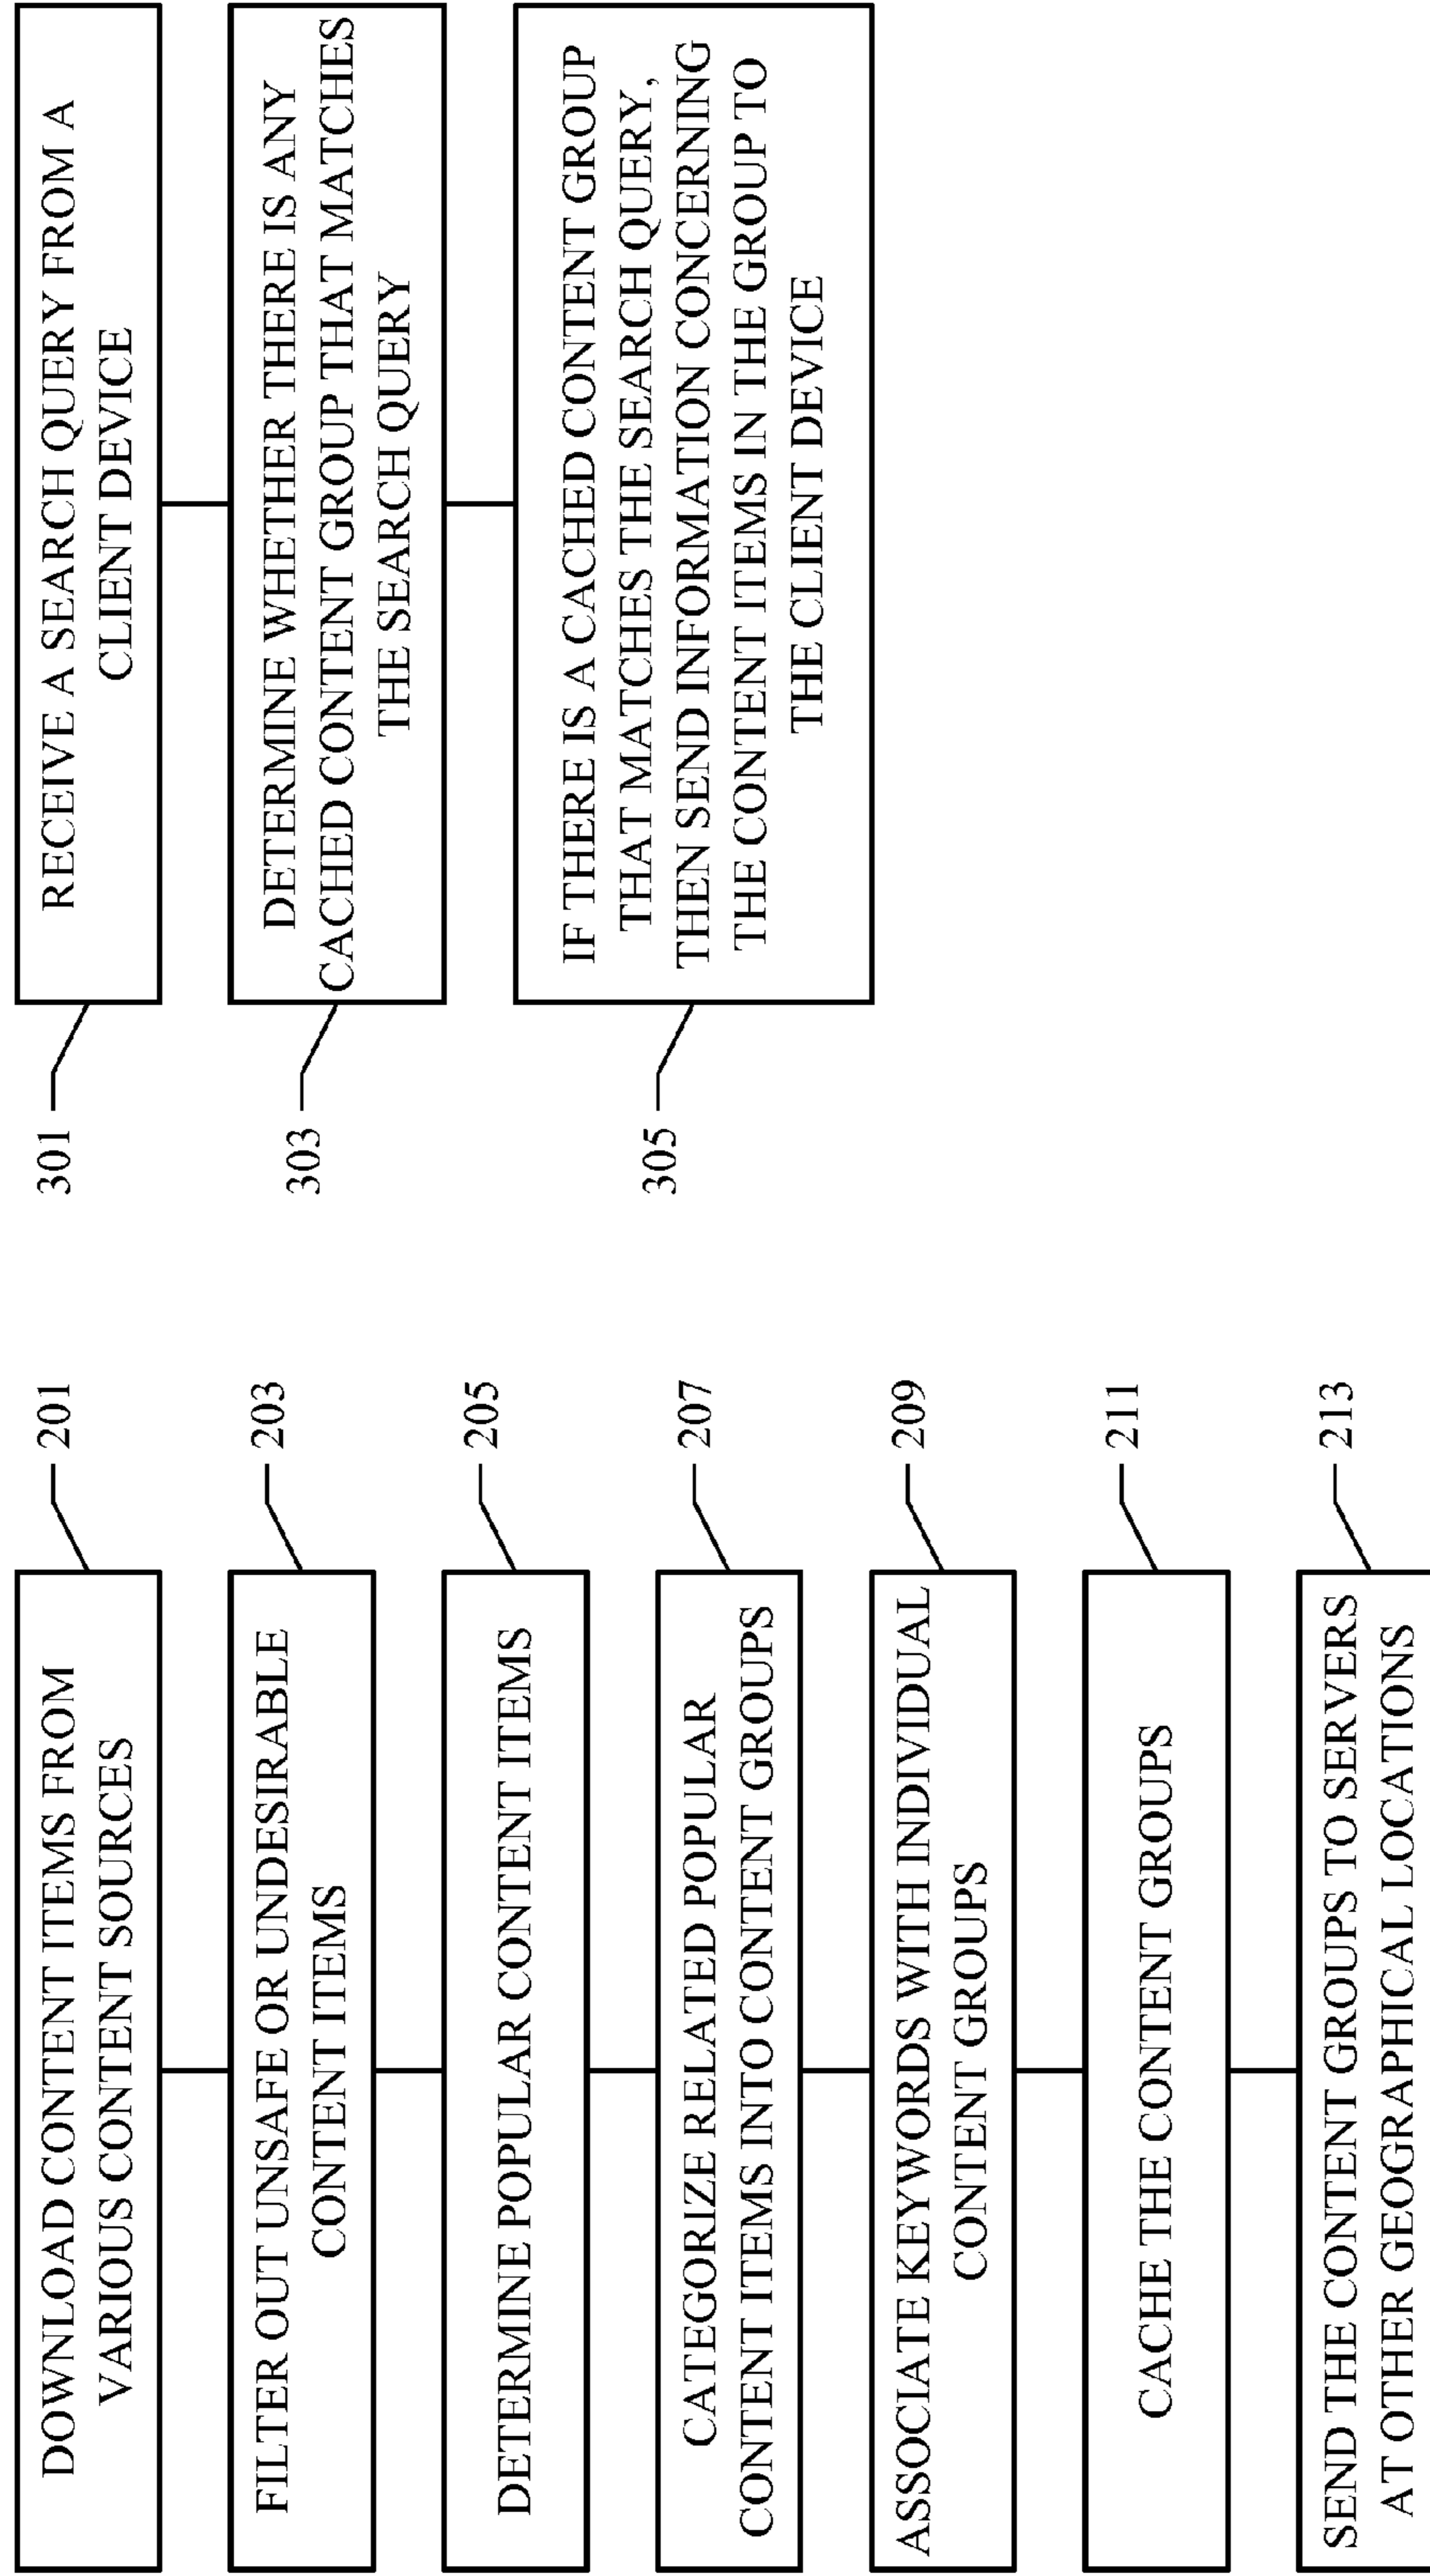 DOWNLOAD CONTENT ITEMS FROM
VARIOUS CONTENT SOURCES
201
FILTER OUT UNSAFE OR UNDESIRABLE
CONTENT ITEMS
203
DETERMINE POPULAR CONTENT ITEMS
205
CATEGORIZE RELATED POPULAR
CONTENT ITEMS INTO CONTENT GROUPS
207
ASSOCIATE KEYWORDS WITH INDIVIDUAL
CONTENT GROUPS
209
CACHE THE CONTENT GROUPS
211
SEND THE CONTENT GROUPS TO SERVERS
AT OTHER GEOGRAPHICAL LOCATIONS
213
301
RECEIVE A SEARCH QUERY FROM A
CLIENT DEVICE
303
DETERMINE WHETHER THERE IS ANY
CACHED CONTENT GROUP THAT MATCHES
THE SEARCH QUERY
305
IF THERE IS A CACHED CONTENT GROUP
THAT MATCHES THE SEARCH QUERY,
THEN SEND INFORMATION CONCERNING
THE CONTENT ITEMS IN THE GROUP TO
THE CLIENT DEVICE